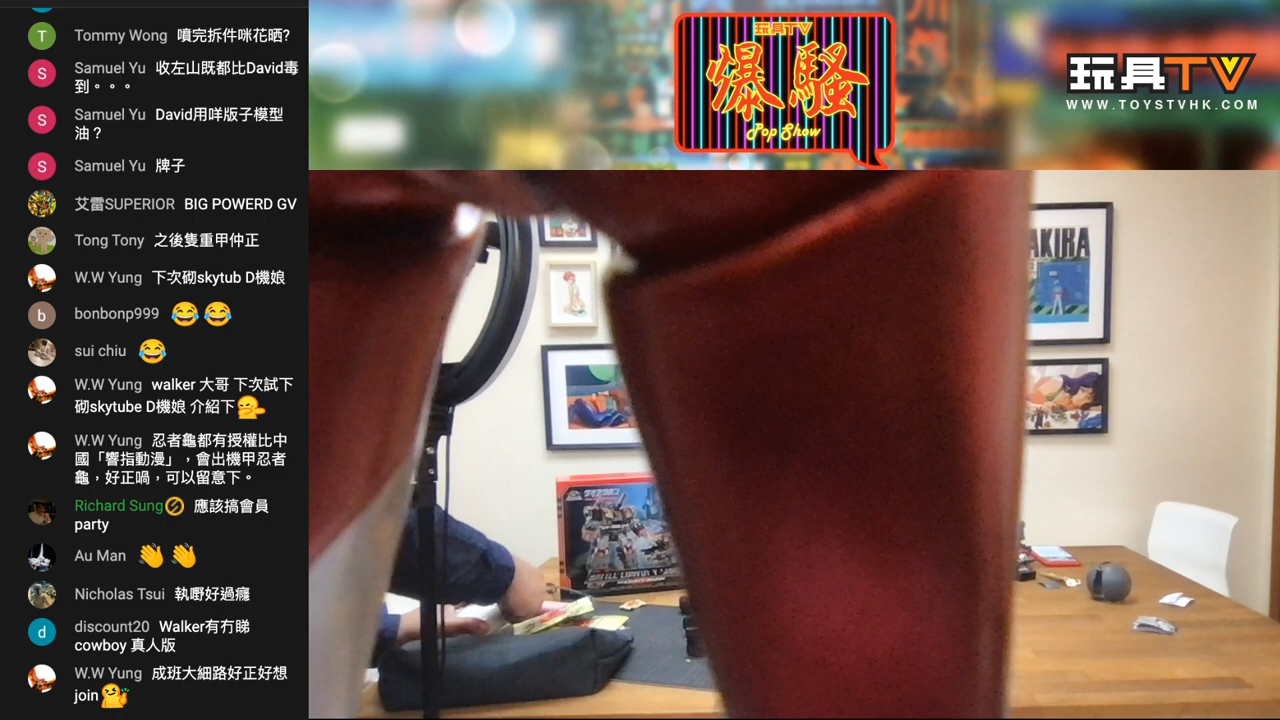 Tommy Wong 噴完拆件咪花晒?
Samuel Yu 收左山既都比David毒
到。。。
Samuel Yu David用咩版子模型
油？
Samuel Yu 牌子
艾雷SUPERIOR BIG POWERD GV
Tong Tony 之後隻重甲仲正
W.W Yung 下次砌skytub D機娘
bonbonp999 😂😂
sui chiu 😂
W.W Yung walker 大哥 下次試下
砌skytube D機娘 介紹下
W.W Yung 忍者龜都有授權比中
國「響指動漫」，會出機甲忍者
龜，好正喎，可以留意下。
Richard Sung 應該搞會員
party
Au Man 👋👋
Nicholas Tsui 執嘢好過癮
discount20 Walker有冇睇
cowboy 真人版
W.W Yung 成班大細路好正好想
join
T
S
S
S
b
d
玩具TV
爆騷
Pop Show
玩具TV
WWW.TOYSTVHK.COM
AKIRA